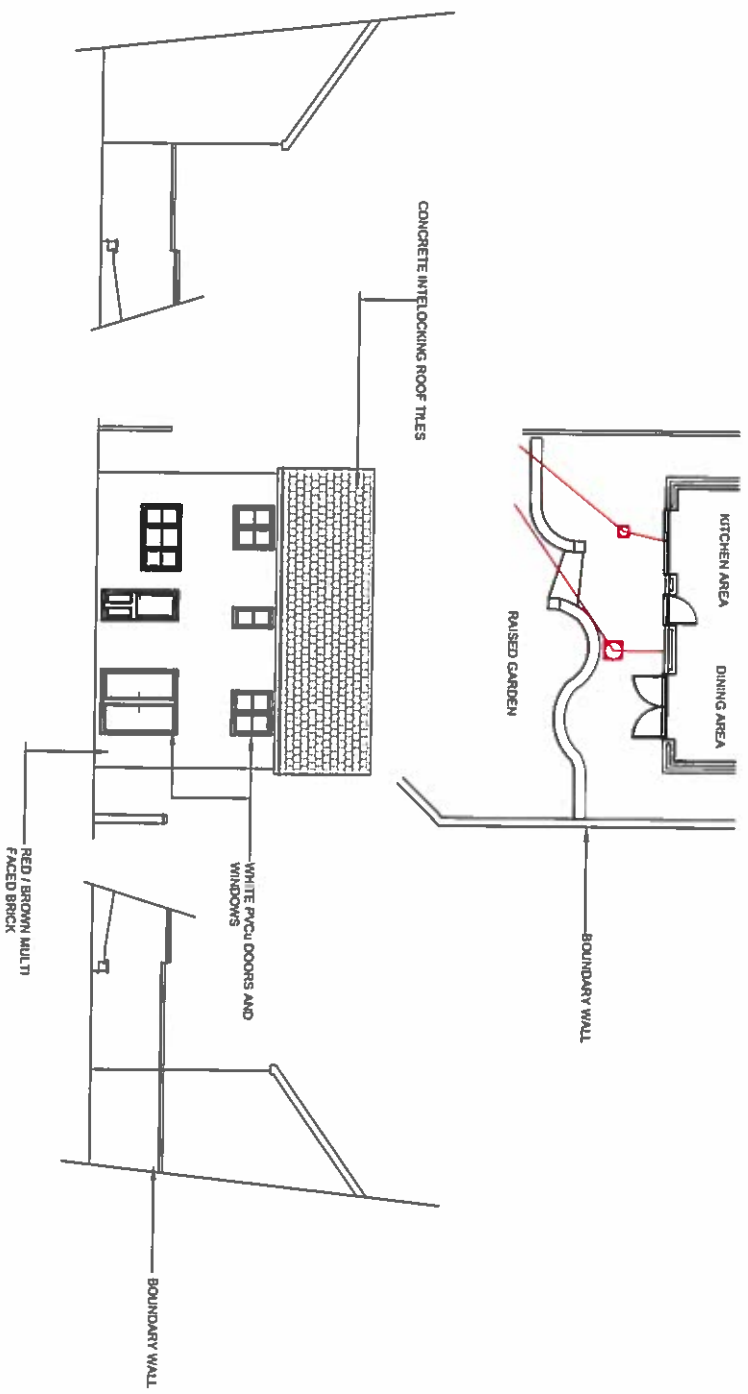 KITCHEN AREA
DINING AREA
RAISED GARDEN
BOUNDARY WALL
CONCRETE INTELOCKING ROOF TILES
WHITE PVCu DOORS AND
WINDOWS
RED / BROWN MULTI
FACED BRICK
BOUNDARY WALL